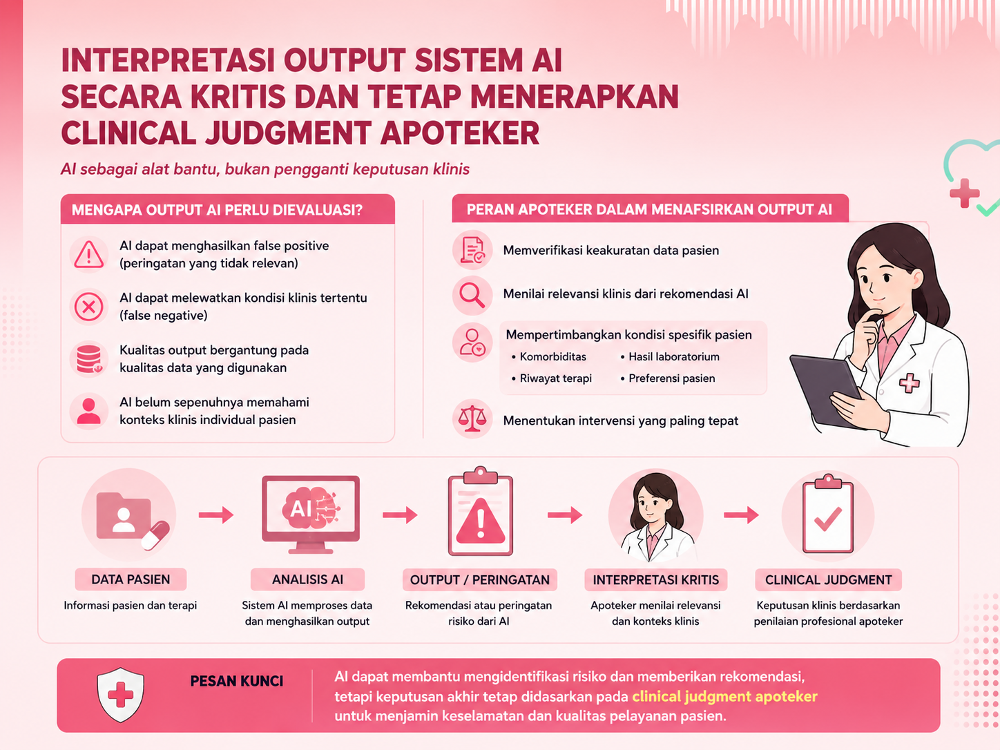 INTERPRETASI OUTPUT SISTEM AI
SECARA KRITIS DAN TETAP MENERAPKAN
CLINICAL JUDGMENT APOTEKER
AI sebagai alat bantu, bukan pengganti keputusan klinis
MENGAPA OUTPUT AI PERLU DIEVALUASI?
AI dapat menghasilkan false positive
(peringatan yang tidak relevan)
AI dapat melewatkan kondisi klinis tertentu
(false negative)
Kualitas output bergantung pada
kualitas data yang digunakan
AI belum sepenuhnya memahami
konteks klinis individual pasien
PERAN APOTEKER DALAM MENAFSIRKAN OUTPUT AI
Memverifikasi keakuratan data pasien
Menilai relevansi klinis dari rekomendasi AI
Mempertimbangkan kondisi spesifik pasien
• Komorbiditas
• Hasil laboratorium
• Riwayat terapi
• Preferensi pasien
Menentukan intervensi yang paling tepat
DATA PASIEN
Informasi pasien dan terapi
AI
ANALISIS AI
Sistem AI memproses data
dan menghasilkan output
OUTPUT / PERINGATAN
Rekomendasi atau peringatan
risiko dari AI
INTERPRETASI KRITIS
Apoteker menilai relevansi
dan konteks klinis
CLINICAL JUDGMENT
Keputusan klinis berdasarkan
penilaian profesional apoteker
PESAN KUNCI
AI dapat membantu mengidentifikasi risiko dan memberikan rekomendasi,
tetapi keputusan akhir tetap didasarkan pada clinical judgment apoteker
untuk menjamin keselamatan dan kualitas pelayanan pasien.